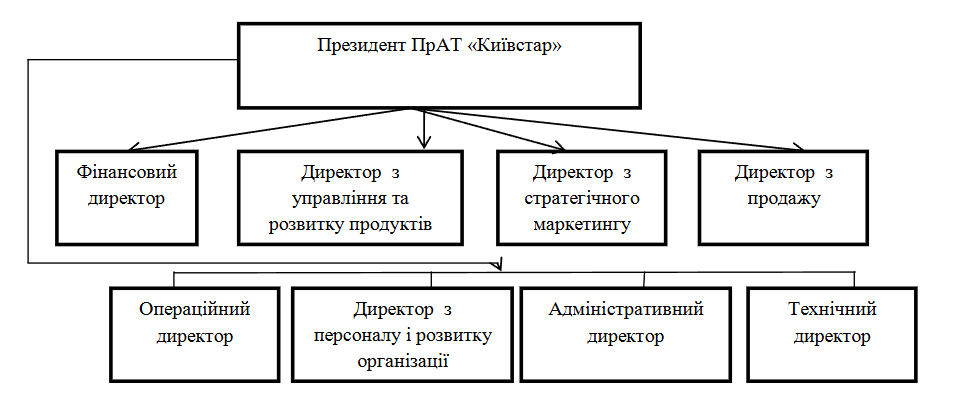 Президент ПрАТ «Київстар»
Фінансовий
директор
Директор з
управління та
розвитку продуктів
Директор з
стратегічного
маркетингу
Директор з
продажу
Операційний
директор
Директор з
персоналу і розвитку
організації
Адміністративний
директор
Технічний
директор